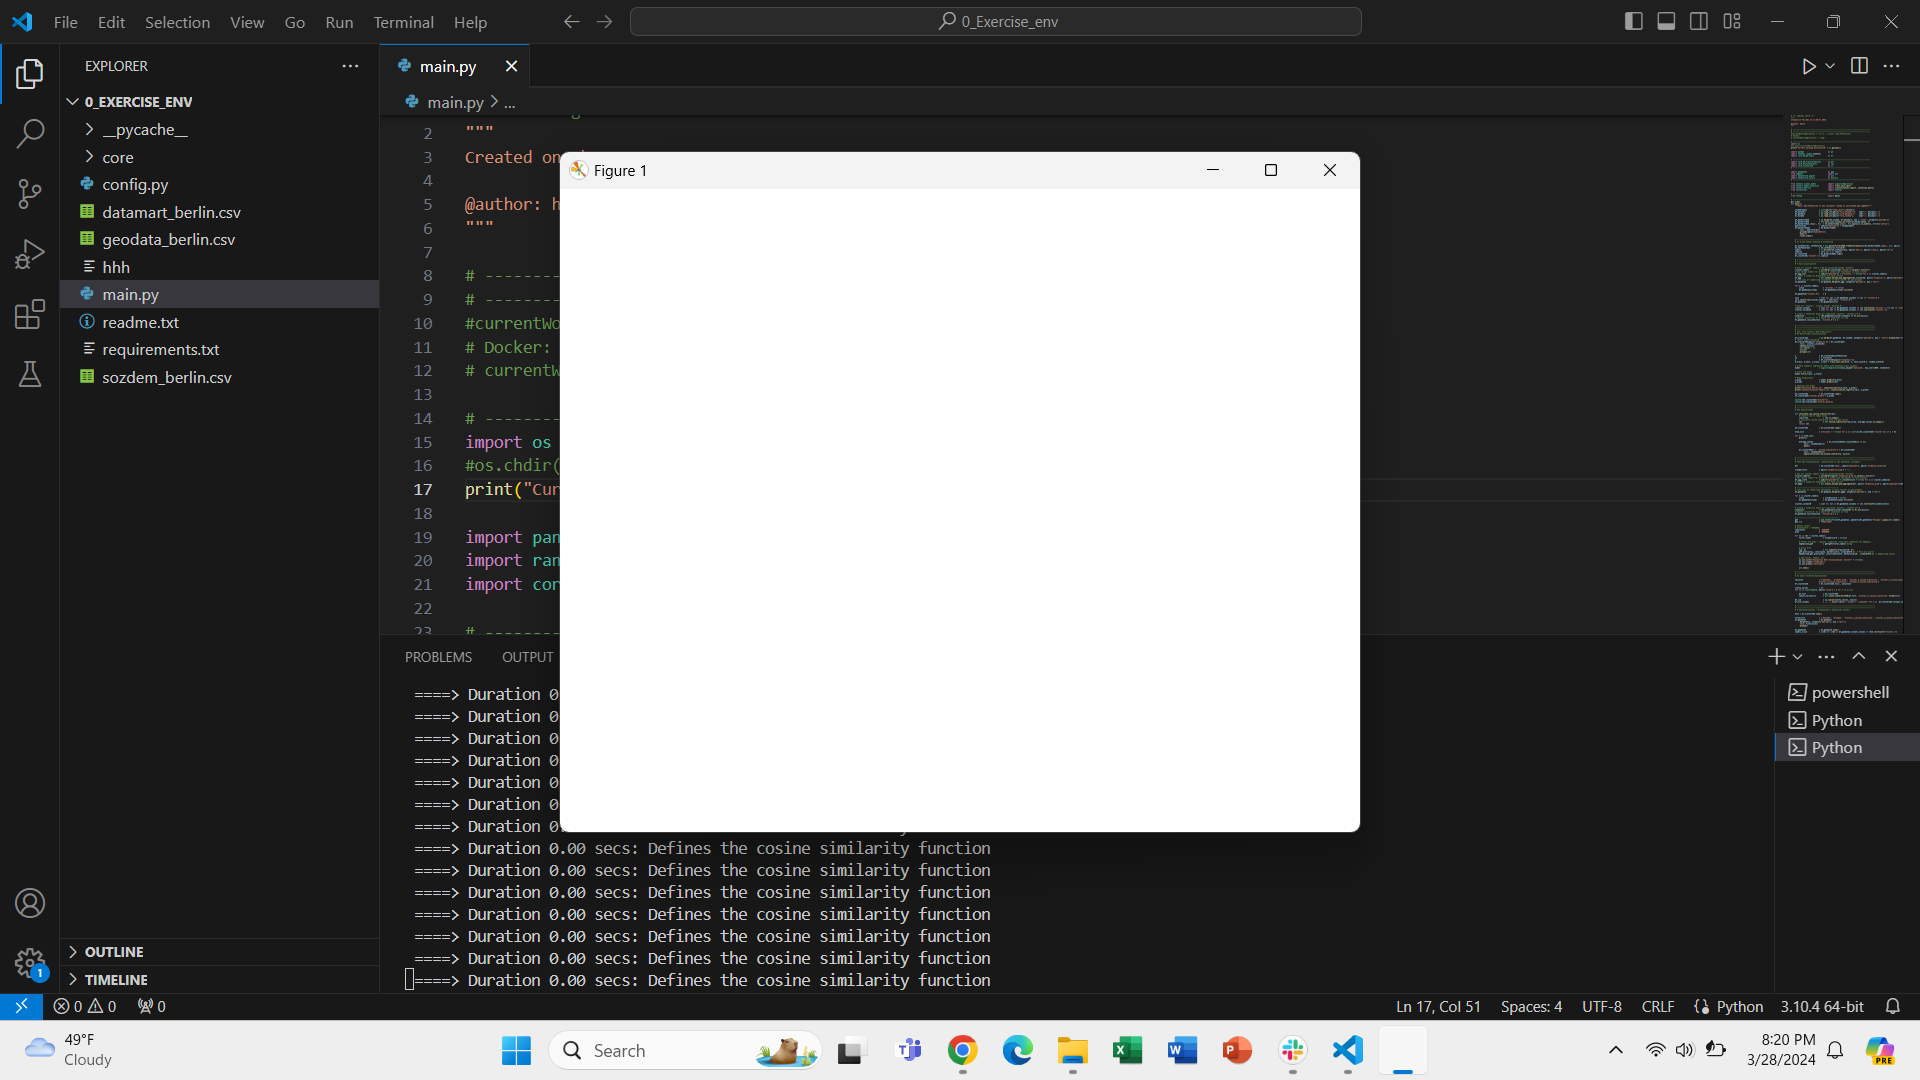 File Edit Selection View Go Run Terminal Help
0_Exercise_env
EXPLORER
0_EXERCISE_ENV
__pycache__
core
config.py
datamart_berlin.csv
geodata_berlin.csv
hhh
main.py
readme.txt
requirements.txt
sozdem_berlin.csv
OUTLINE
TIMELINE
main.py
main.py > ...
2 """
3 Created on
4
5 @author: h
6 """
7
8 # --------
9 # --------
10 #currentWo
11 # Docker:
12 # currentW
13
14 # --------
15 import os
16 #os.chdir(
17 print("Cur
18
19 import pan
20 import ran
21 import cor
22
23 # --------
Figure 1
PROBLEMS OUTPUT
====> Duration 0
====> Duration 0
====> Duration 0
====> Duration 0
====> Duration 0
====> Duration 0
====> Duration 0.
====> Duration 0.00 secs: Defines the cosine similarity function
====> Duration 0.00 secs: Defines the cosine similarity function
====> Duration 0.00 secs: Defines the cosine similarity function
====> Duration 0.00 secs: Defines the cosine similarity function
====> Duration 0.00 secs: Defines the cosine similarity function
====> Duration 0.00 secs: Defines the cosine similarity function
====> Duration 0.00 secs: Defines the cosine similarity function
powershell
Python
Python
1
0 0 0
Ln 17, Col 51 Spaces: 4 UTF-8 CRLF Python 3.10.4 64-bit
49°F
Cloudy
Search
8:20 PM
3/28/2024
PRE